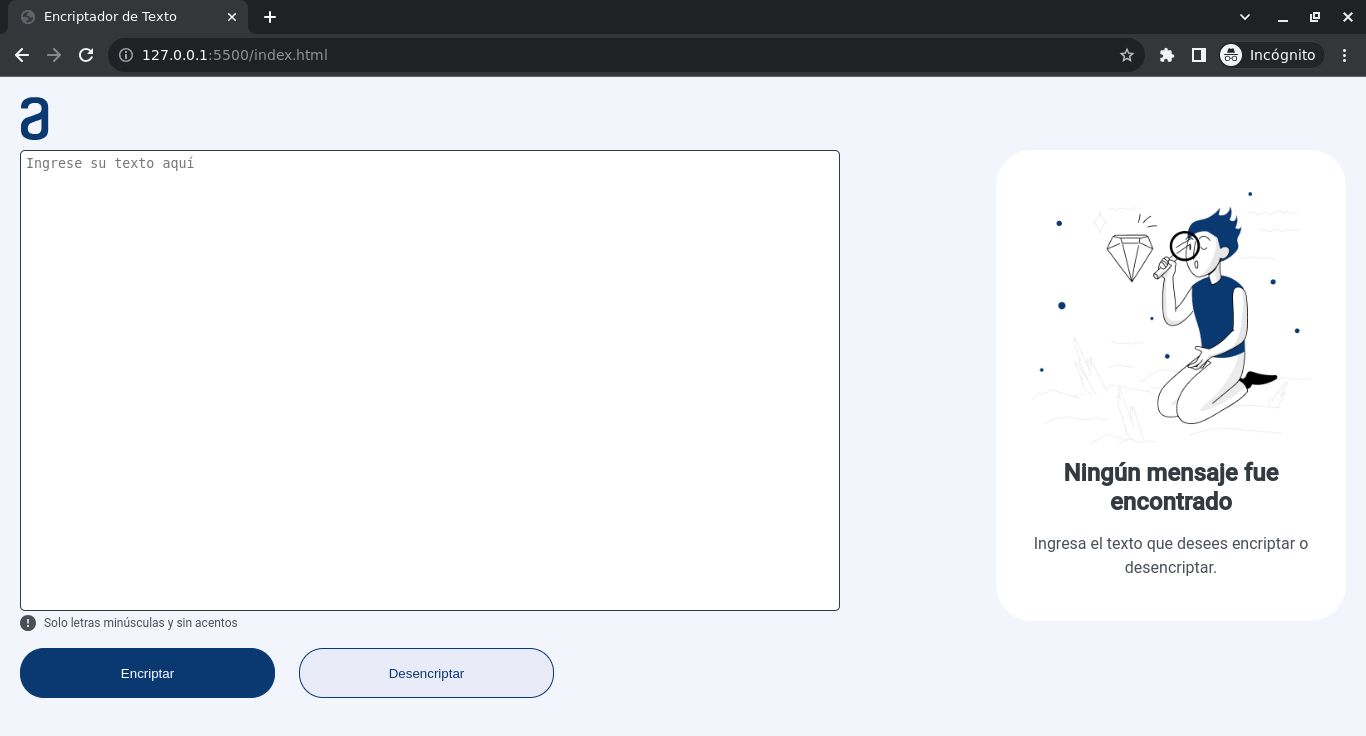 Encriptador de Texto
127.0.0.1:5500/index.html
Incógnito
a
Ingrese su texto aquí
! Solo letras minúsculas y sin acentos
Encriptar
Desencriptar
Ningún mensaje fue
encontrado
Ingresa el texto que desees encriptar o
desencriptar.